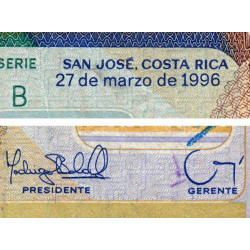 SERIE
SAN JOSÉ, COSTA RICA
B
27 de marzo de 1996
PRESIDENTE
GERENTE